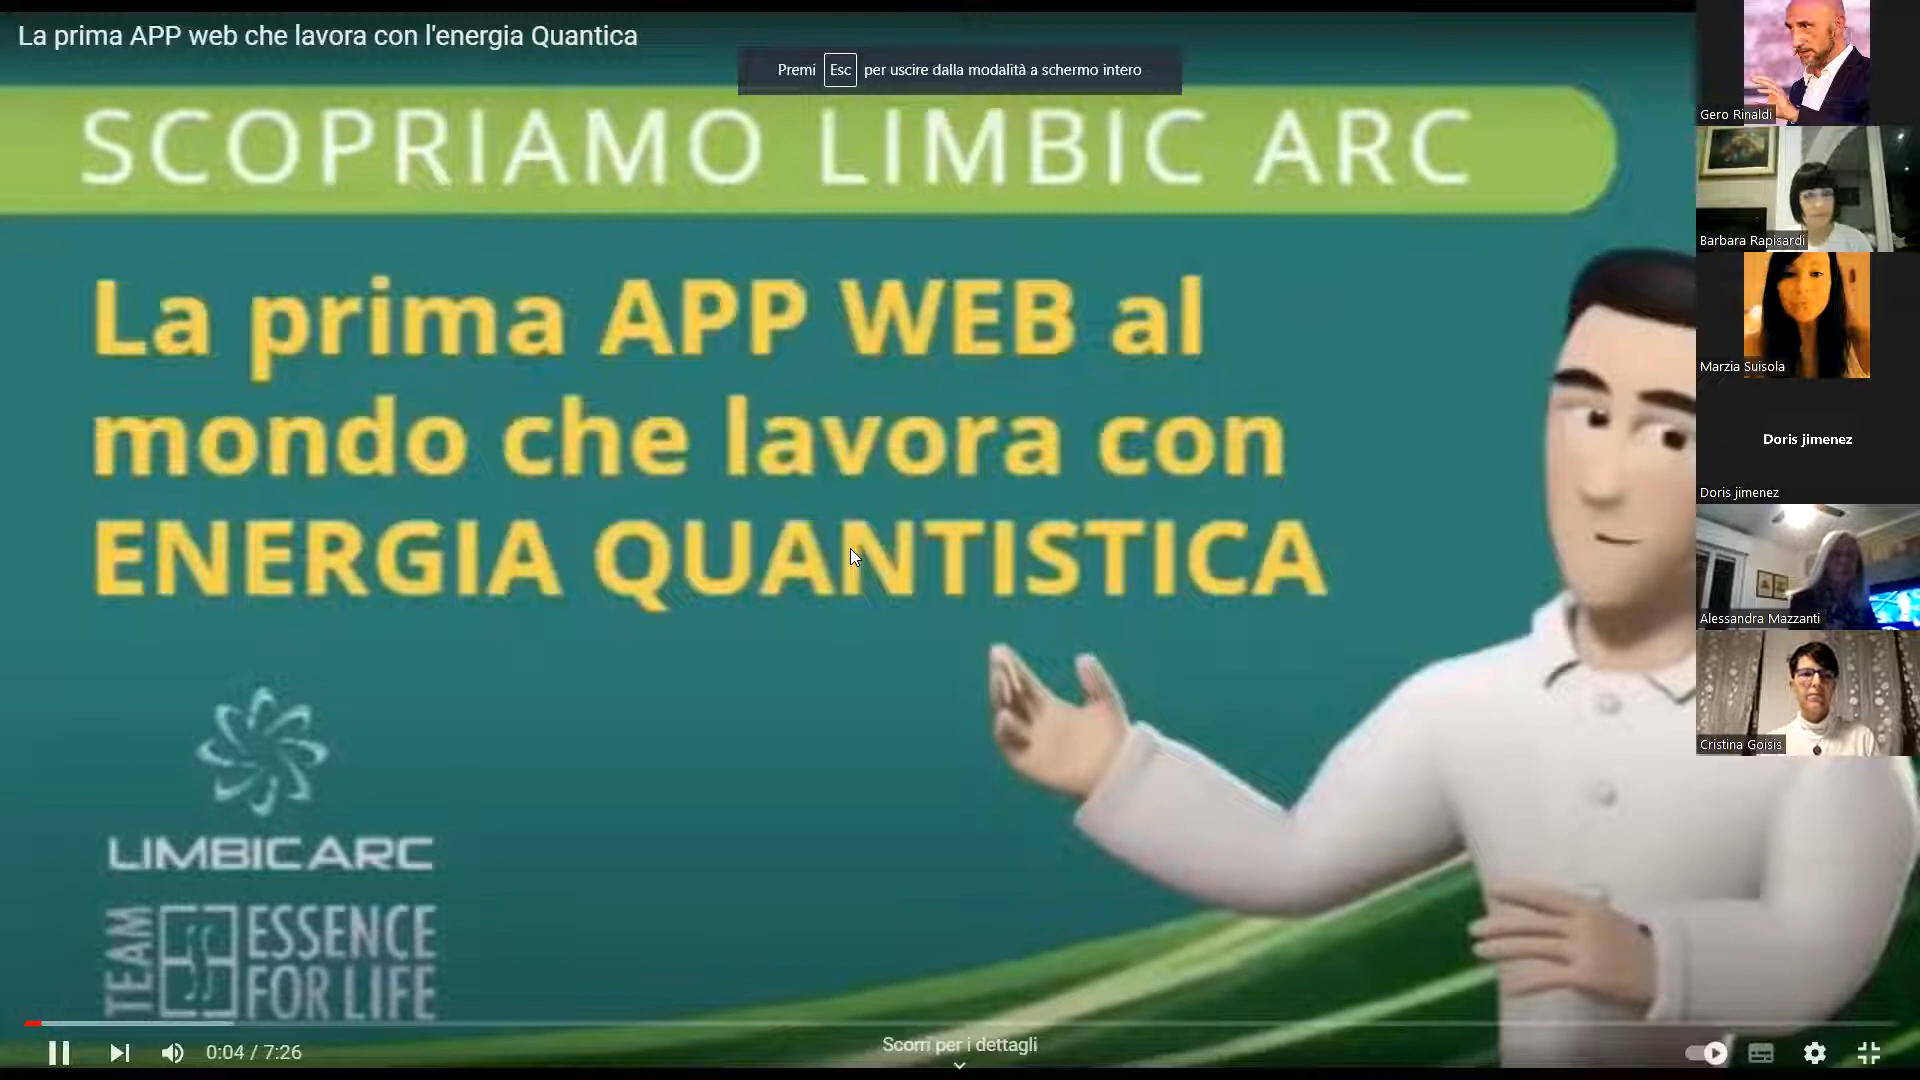 La prima APP web che lavora con l'energia Quantica
Premi Esc per uscire dalla modalità a schermo intero
SCOPRIAMO LIMBIC ARC
La prima APP WEB al
mondo che lavora con
ENERGIA QUANTISTICA
LIMBIC ARC
TEAM
ESSENCE
FOR LIFE
0:04 / 7:26
Scorri per i dettagli
Gero Rinaldi
Barbara Rapisardi
Marzia Suisola
Doris jimenez
Doris jimenez
Alessandra Mazzanti
Cristina Goisis